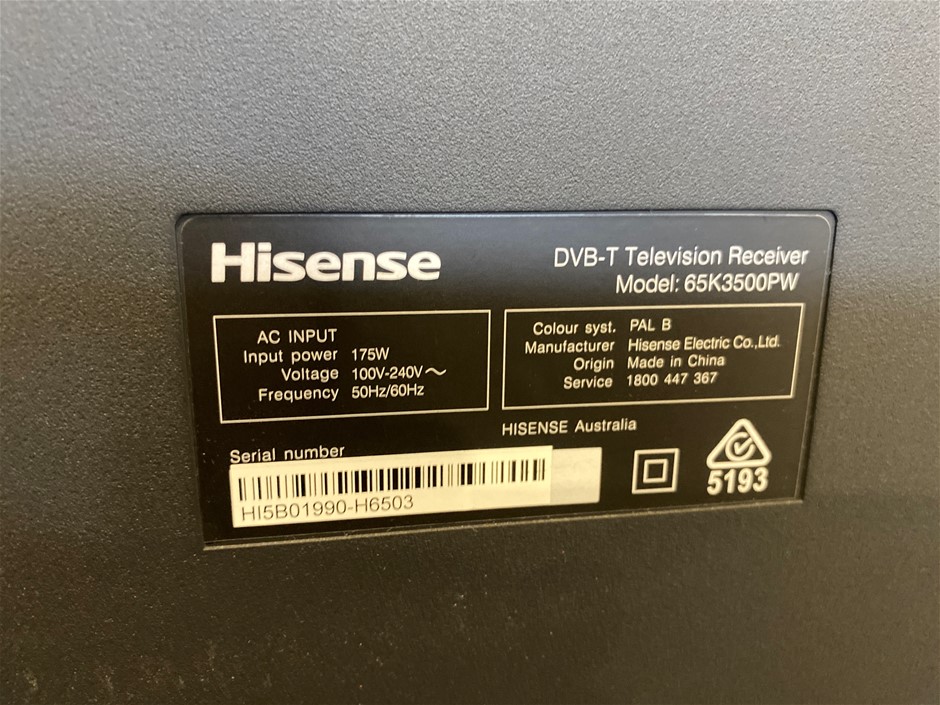 Hisense
DVB-T Television Receiver
Model: 65K3500PW
AC INPUT
Input power 175W
Voltage 100V-240V～
Frequency 50Hz/60Hz
Colour syst. PAL B
Manufacturer Hisense Electric Co.,Ltd.
Origin Made in China
Service 1800 447 367
HISENSE Australia
Serial number
HI5B01990-H6503
5193